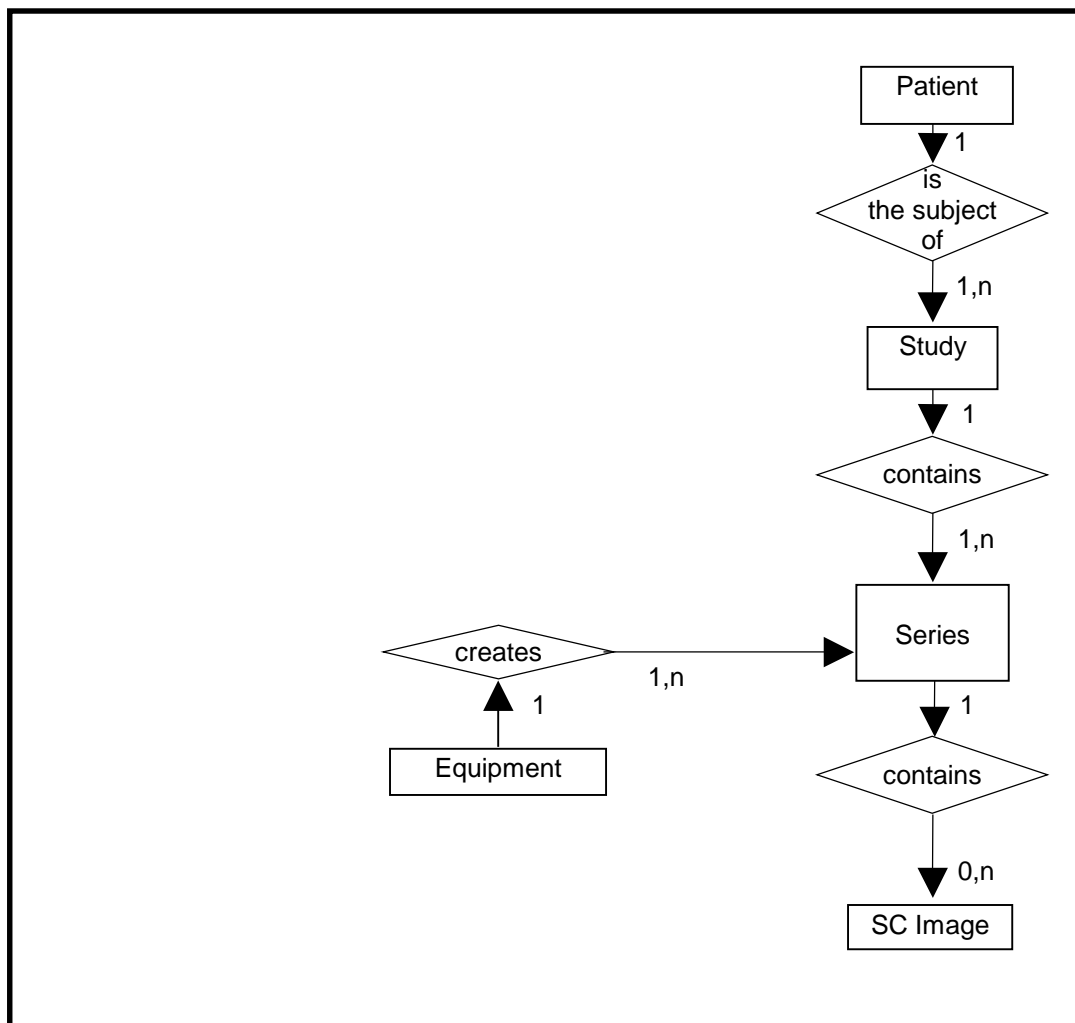 Patient
1
is
the subject
of
1,n
Study
1
contains
1,n
Series
creates
1,n
1
1
Equipment
contains
0,n
SC Image